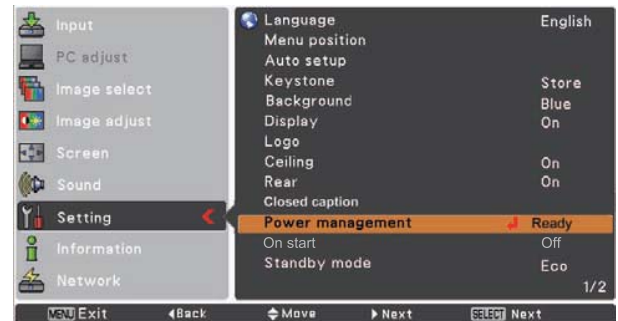 Input
PC adjust
Image select
Image adjust
Screen
Sound
Setting
Information
Network
Language English
Menu position
Auto setup
Keystone Store
Background Blue
Display On
Logo
Ceiling On
Rear On
Closed caption
Power management Ready
On start Off
Standby mode Eco
1/2
MENU Exit Back Move Next SELECT Next